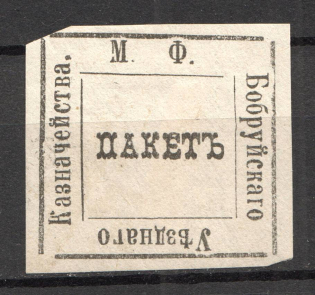 М. Ф.
Бобруйскаго
Уѣзднаго
Казначейства.
ПАКЕТЪ